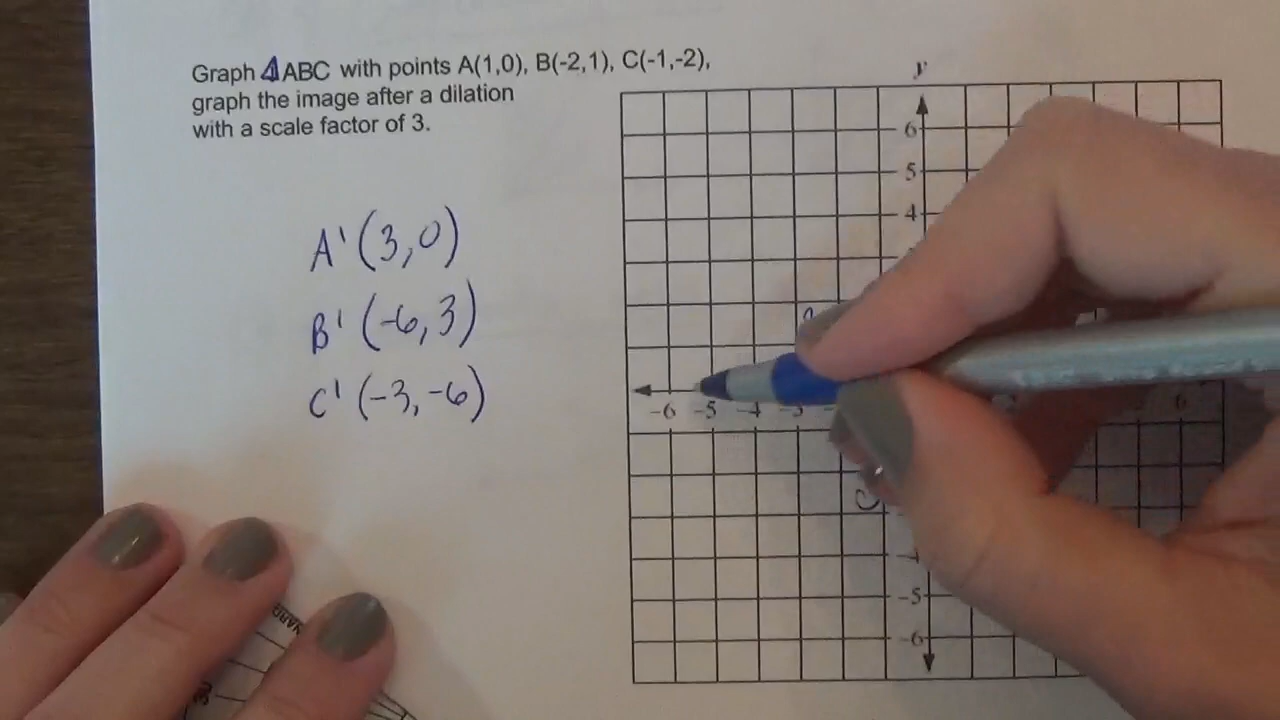 Graph △ABC with points A(1,0), B(-2,1), C(-1,-2),
graph the image after a dilation
with a scale factor of 3.
A'(3,0)
B'(-6,3)
C'(-3,-6)
y
6
5
4
-6 -5 -4 -3 6
C
-5
-6